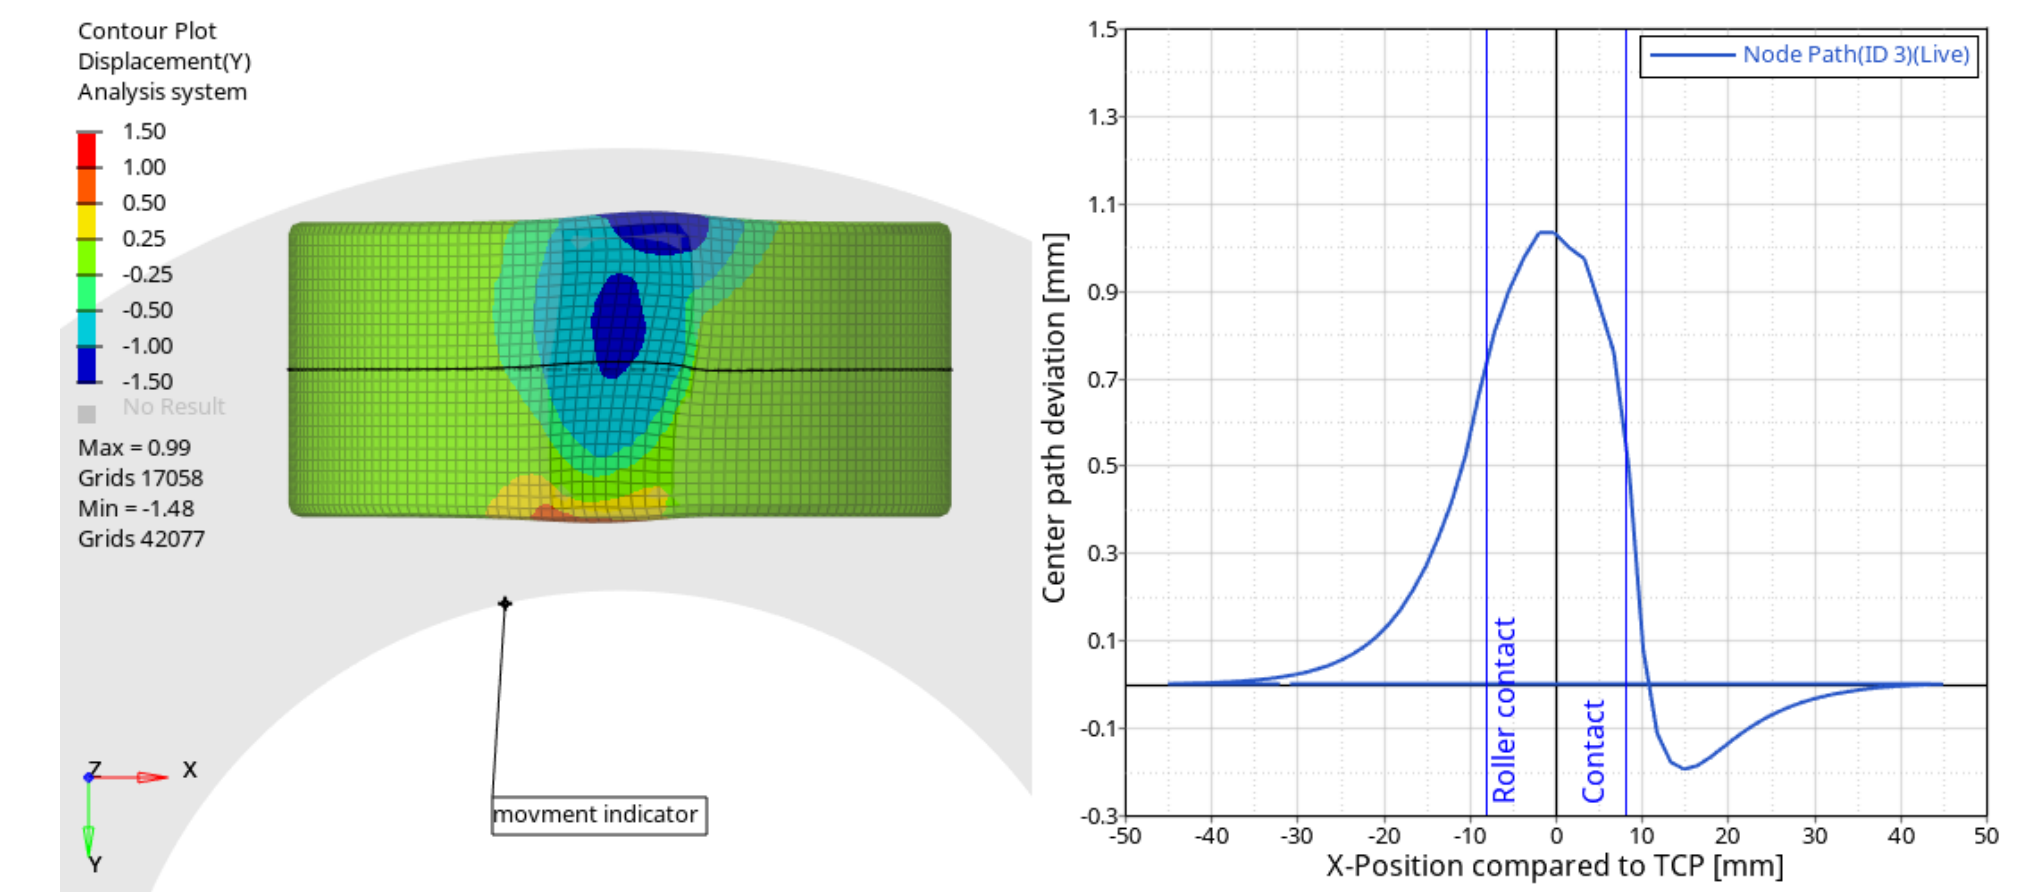 Contour Plot
Displacement(Y)
Analysis system
1.50
1.00
0.50
0.25
-0.25
-0.50
-1.00
-1.50
No Result
Max = 0.99
Grids 17058
Min = -1.48
Grids 42077
Z
X
Y
movment indicator
1.5
1.3
1.1
0.9
0.7
0.5
0.3
0.1
-0.1
-0.3
Center path deviation [mm]
Node Path(ID 3)(Live)
Roller contact
Contact
-50 -40 -30 -20 -10 0 10 20 30 40 50
X-Position compared to TCP [mm]